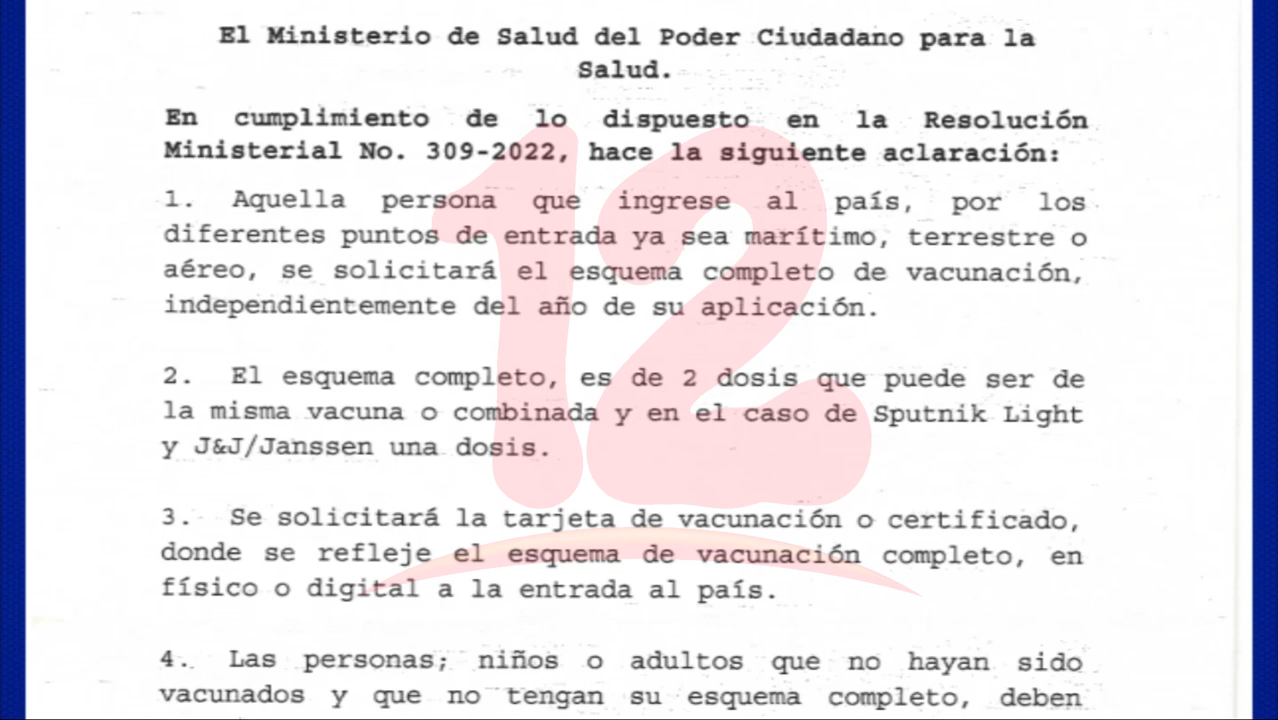 El Ministerio de Salud del Poder Ciudadano para la
Salud.
En cumplimiento de lo dispuesto en la Resolución
Ministerial No. 309-2022, hace la siguiente aclaración:
1. Aquella persona que ingrese al país, por los
diferentes puntos de entrada ya sea marítimo, terrestre o
aéreo, se solicitará el esquema completo de vacunación,
independientemente del año de su aplicación.
2. El esquema completo, es de 2 dosis que puede ser de
la misma vacuna o combinada y en el caso de Sputnik Light
y J&J/Janssen una dosis.
3. Se solicitará la tarjeta de vacunación o certificado,
donde se refleje el esquema de vacunación completo, en
físico o digital a la entrada al país.
4. Las personas; niños o adultos que no hayan sido
vacunados y que no tengan su esquema completo, deben
12